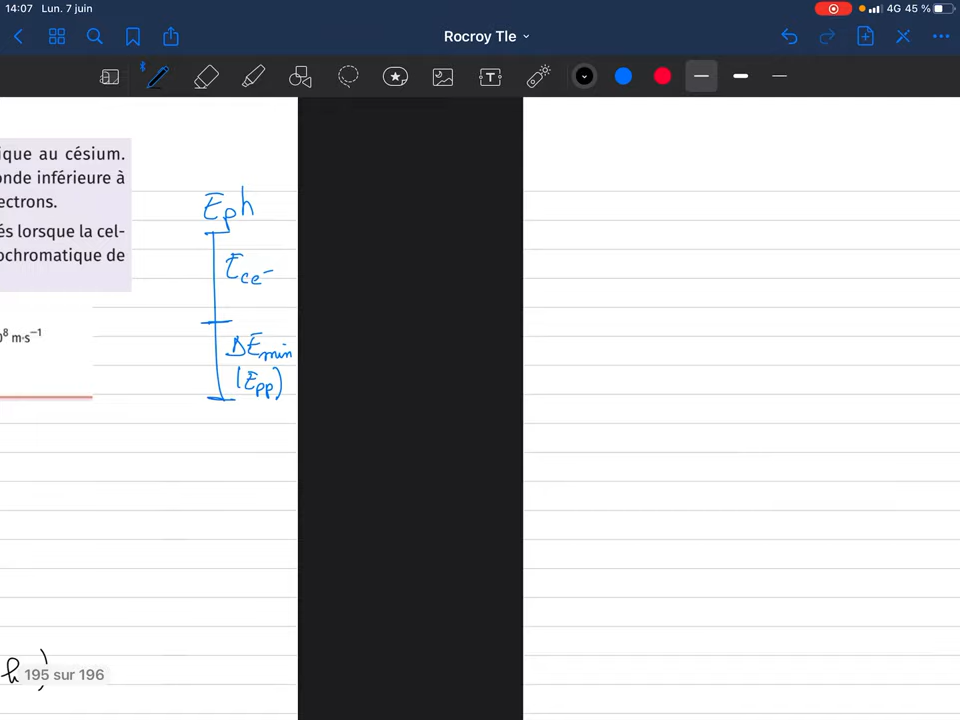 14:07 Lun. 7 juin
4G 45 %
Rocroy Tle
T
ique au césium.
onde inférieure à
ectrons.
és lorsque la cel-
ochromatique de
0⁸ m·s⁻¹
Eph
Ece-
ΔEmin
(Epp)
h )
195 sur 196